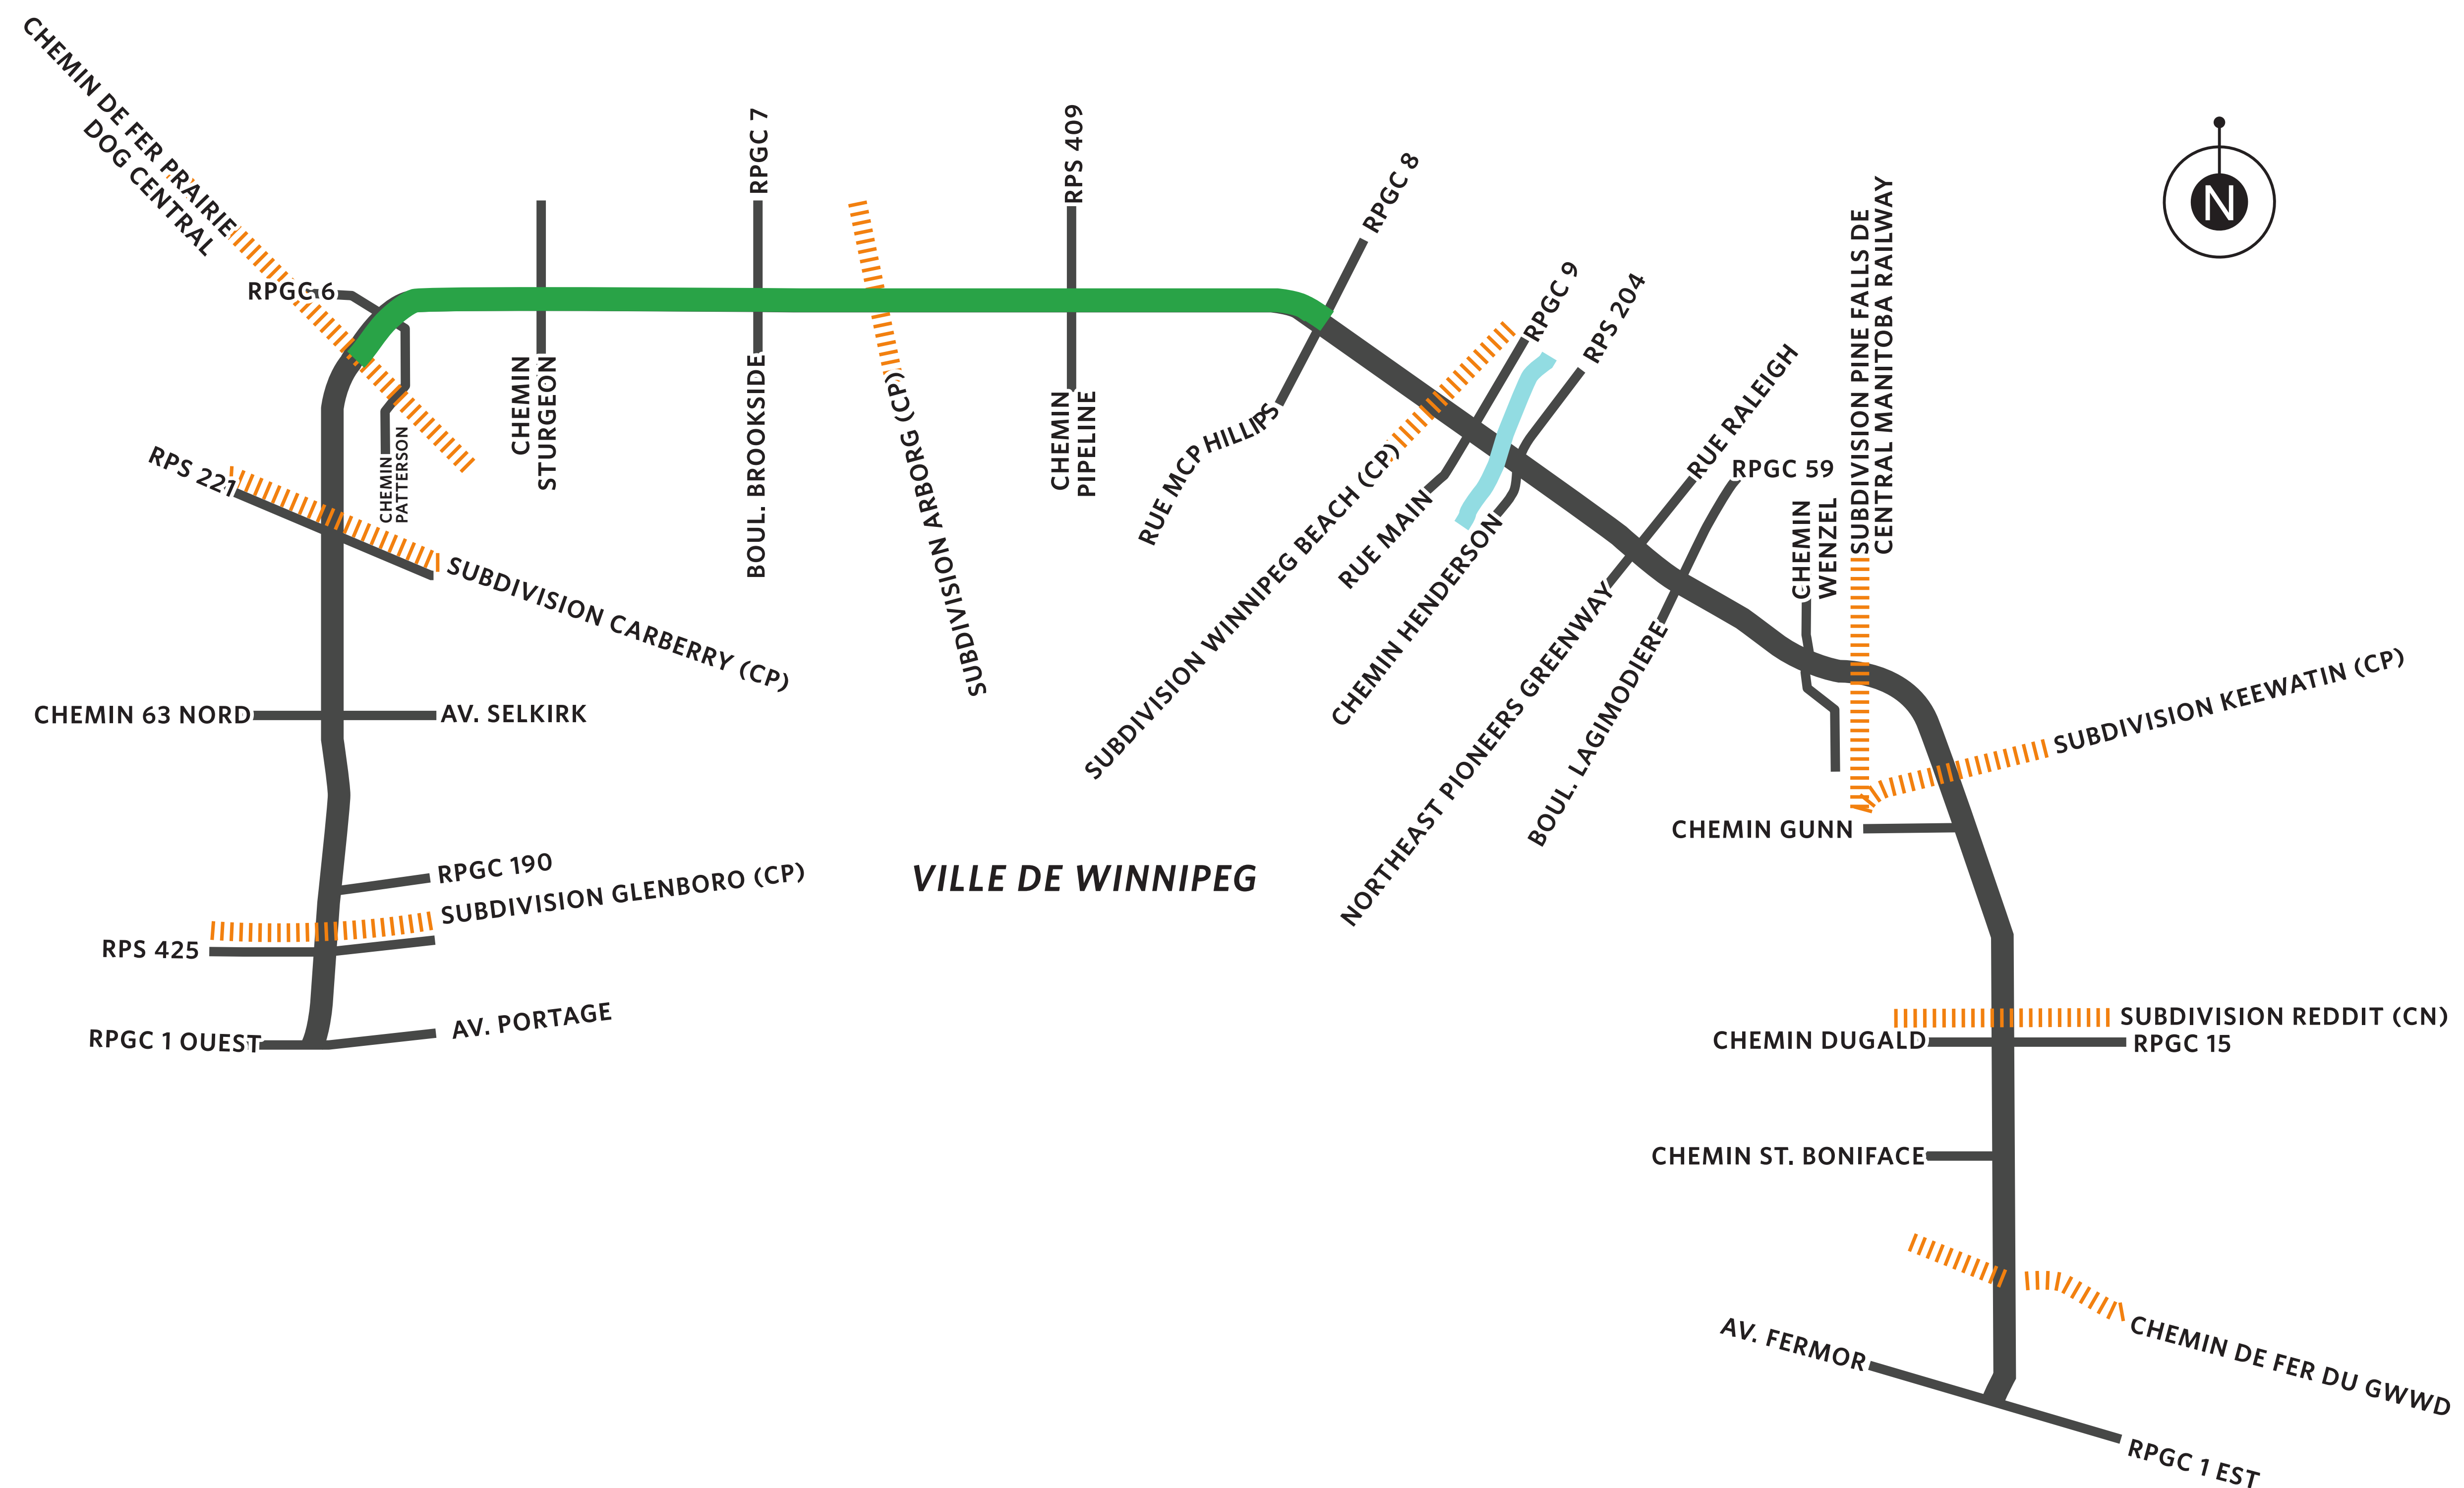 CHEMIN DE FER PRAIRIE
DOG CENTRAL
RPGC 6
CHEMIN
PATTERSON
RPS 221
SUBDIVISION CARBERRY (CP)
CHEMIN 63 NORD
AV. SELKIRK
RPGC 190
SUBDIVISION GLENBORO (CP)
RPS 425
RPGC 1 OUEST
AV. PORTAGE
CHEMIN
STURGEON
RPGC 7
BOUL. BROOKSIDE
SUBDIVISION ARBORG (CP)
RPS 409
CHEMIN
PIPELINE
RPGC 8
RUE MCP HILLIPS
SUBDIVISION WINNIPEG BEACH (CP)
RPGC 9
RUE MAIN
RPS 204
CHEMIN HENDERSON
RUE RALEIGH
NORTHEAST PIONEERS GREENWAY
RPGC 59
BOUL. LAGIMODIERE
CHEMIN
WENZEL
SUBDIVISION PINE FALLS DE
CENTRAL MANITOBA RAILWAY
N
SUBDIVISION KEEWATIN (CP)
CHEMIN GUNN
VILLE DE WINNIPEG
SUBDIVISION REDDIT (CN)
CHEMIN DUGALD
RPGC 15
CHEMIN ST. BONIFACE
CHEMIN DE FER DU GWWD
AV. FERMOR
RPGC 1 EST